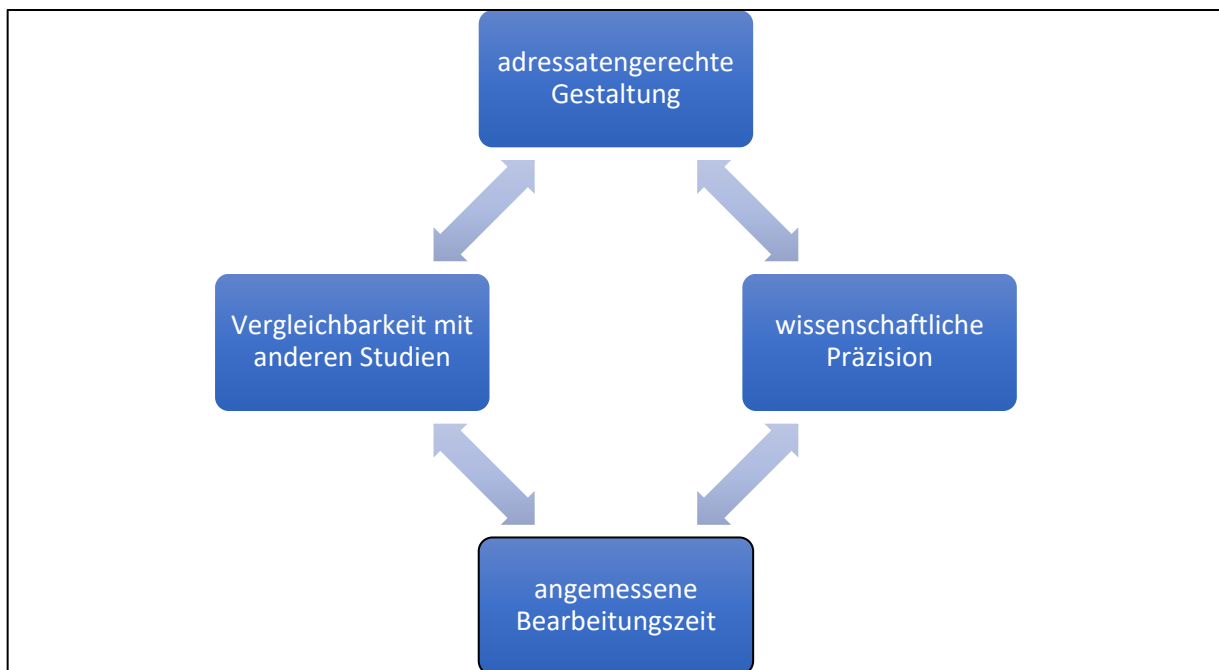 adressatengerechte
Gestaltung
Vergleichbarkeit mit
anderen Studien
wissenschaftliche
Präzision
angemessene
Bearbeitungszeit